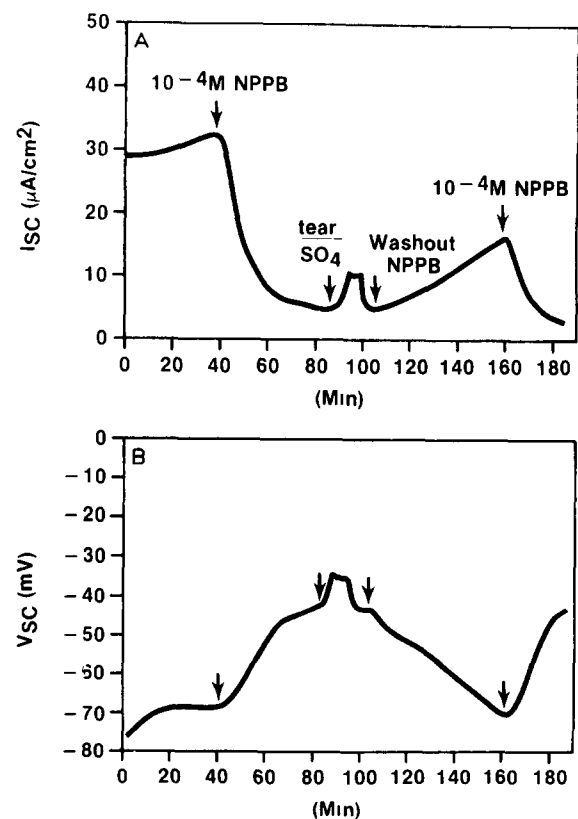 A
50
40
30
20
10
0
I_SC (μA/cm²)
10⁻⁴M NPPB
tear
SO₄⁻
Washout
NPPB
10⁻⁴M NPPB
0 20 40 60 80 100 120 140 160 180
(Min)
B
0
−10
−20
−30
−40
−50
−60
−70
−80
V_SC (mV)
0 20 40 60 80 100 120 140 160 180
(Min)